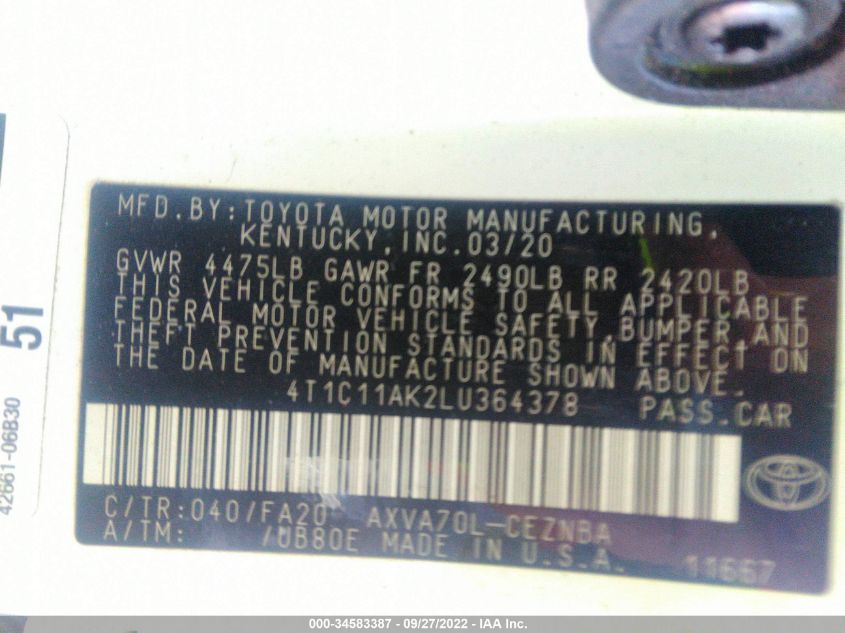 MFD.BY:TOYOTA MOTOR MANUFACTURING,
KENTUCKY,INC.03/20
GVWR 4475LB GAWR FR 2490LB RR 2420LB
THIS VEHICLE CONFORMS TO ALL APPLICABLE
FEDERAL MOTOR VEHICLE SAFETY,BUMPER,AND
THEFT PREVENTION STANDARDS IN EFFECT ON
THE DATE OF MANUFACTURE SHOWN ABOVE.
4T1C11AK2LU364378 PASS.CAR
C/TR:040/FA20 AXVA70L-CEZNBA
A/TM: /UB80E MADE IN U.S.A. 11667
51
42661-06B30
000-34583387 - 09/27/2022 - IAA Inc.